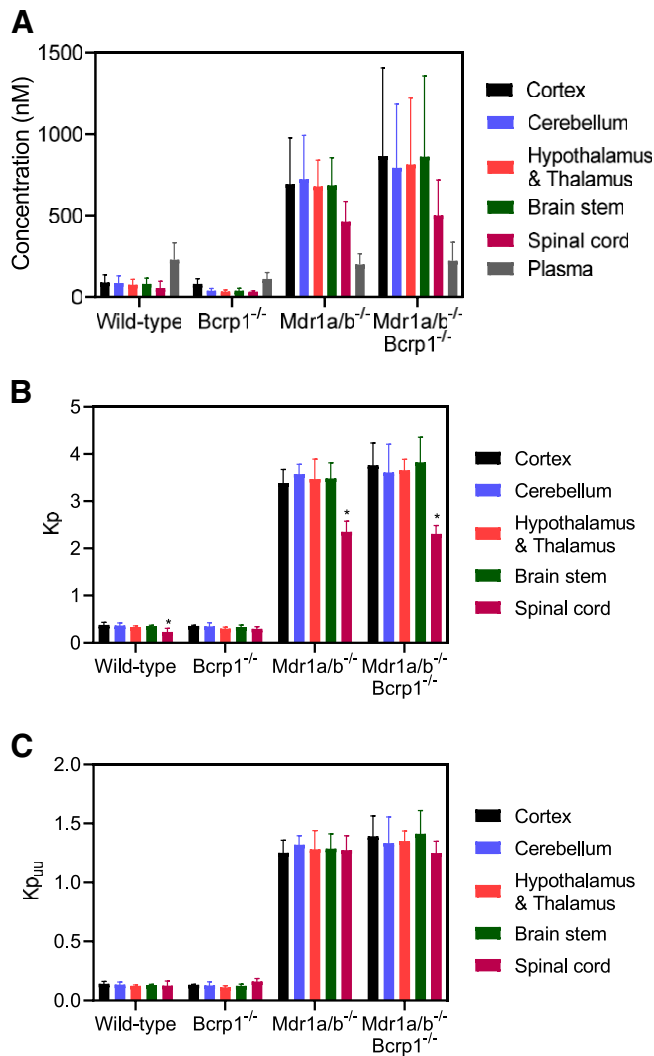 A
Concentration (nM)
1500
1000
500
0
Wild-type
Bcrp1-/-
Mdr1a/b-/-
Mdr1a/b-/-
Bcrp1-/-
Cortex
Cerebellum
Hypothalamus
& Thalamus
Brain stem
Spinal cord
Plasma
B
Kp
5
4
3
2
1
0
*
*
*
Wild-type
Bcrp1-/-
Mdr1a/b-/-
Mdr1a/b-/-
Bcrp1-/-
Cortex
Cerebellum
Hypothalamus
& Thalamus
Brain stem
Spinal cord
C
Kpuu
2.0
1.5
1.0
0.5
0.0
Wild-type
Bcrp1-/-
Mdr1a/b-/-
Mdr1a/b-/-
Bcrp1-/-
Cortex
Cerebellum
Hypothalamus
& Thalamus
Brain stem
Spinal cord